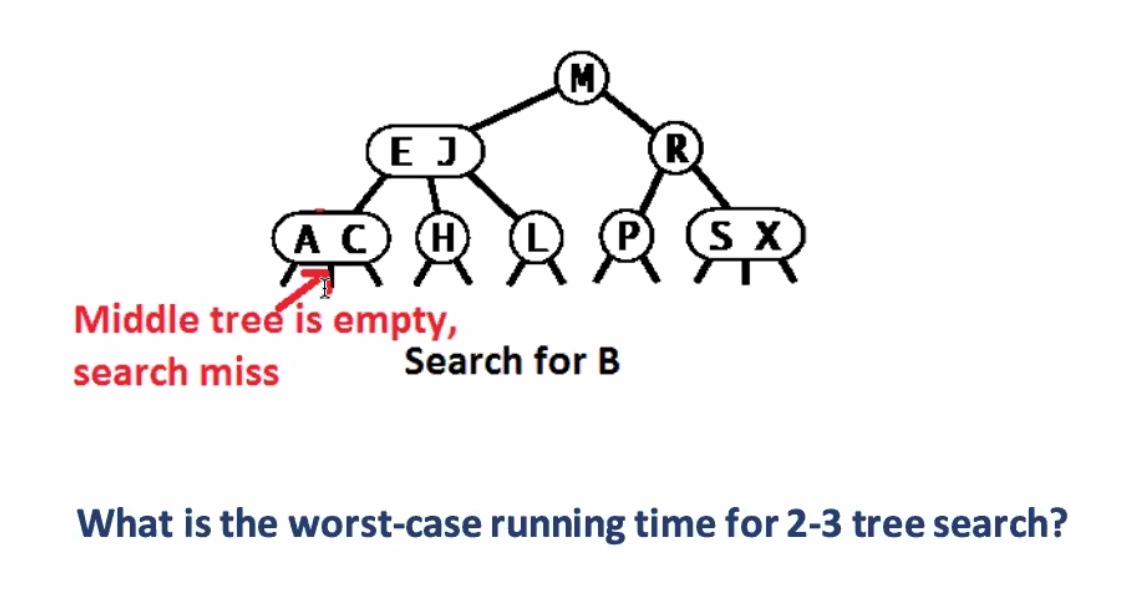 M
E J
R
A C
H
L
P
S X
Middle tree is empty,
search miss
Search for B
What is the worst-case running time for 2-3 tree search?